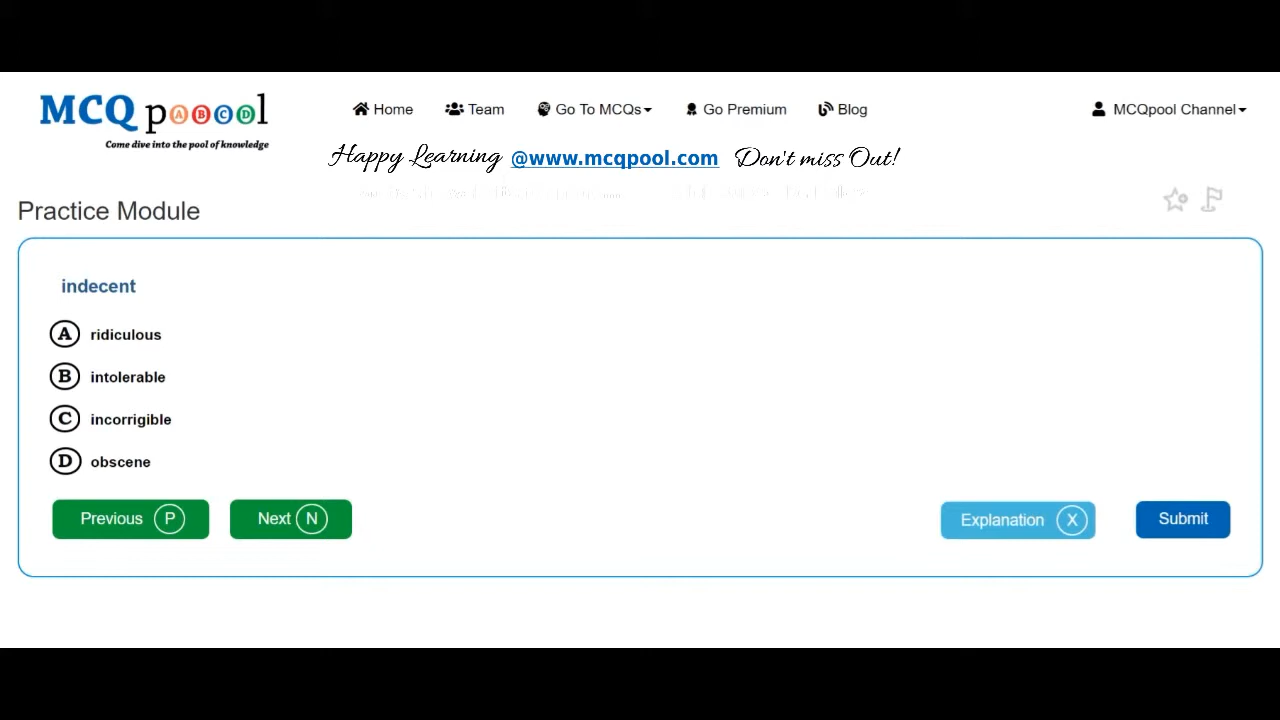 MCQ poool
Come dive into the pool of knowledge
Home Team Go To MCQs Go Premium Blog MCQpool Channel
Happy Learning @www.mcqpool.com Don't miss Out!
Practice Module
indecent
A ridiculous
B intolerable
C incorrigible
D obscene
Previous P Next N Explanation X Submit